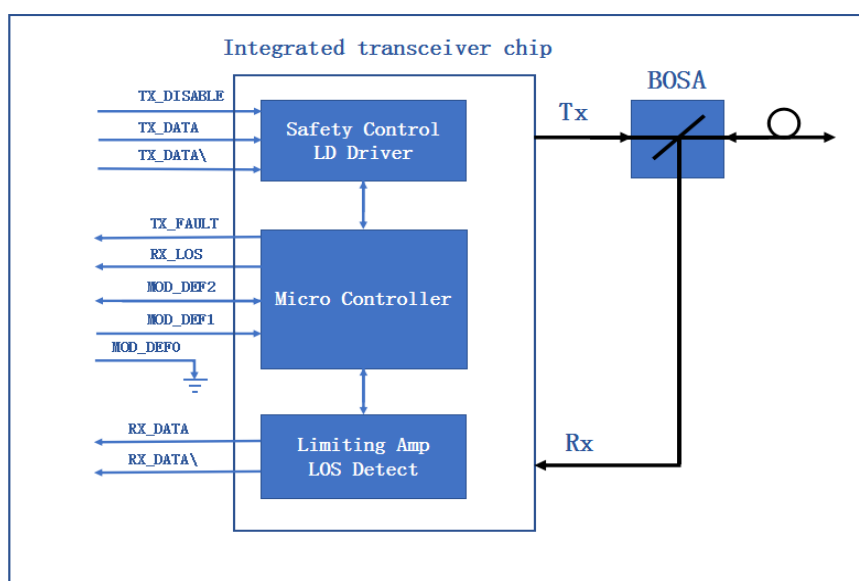 Integrated transceiver chip
BOSA
TX_DISABLE
TX_DATA
TX_DATA\
Safety Control
LD Driver
Tx
TX_FAULT
RX_LOS
MOD_DEF2
MOD_DEF1
MOD_DEF0
Micro Controller
RX_DATA
RX_DATA\
Limiting Amp
LOS Detect
Rx